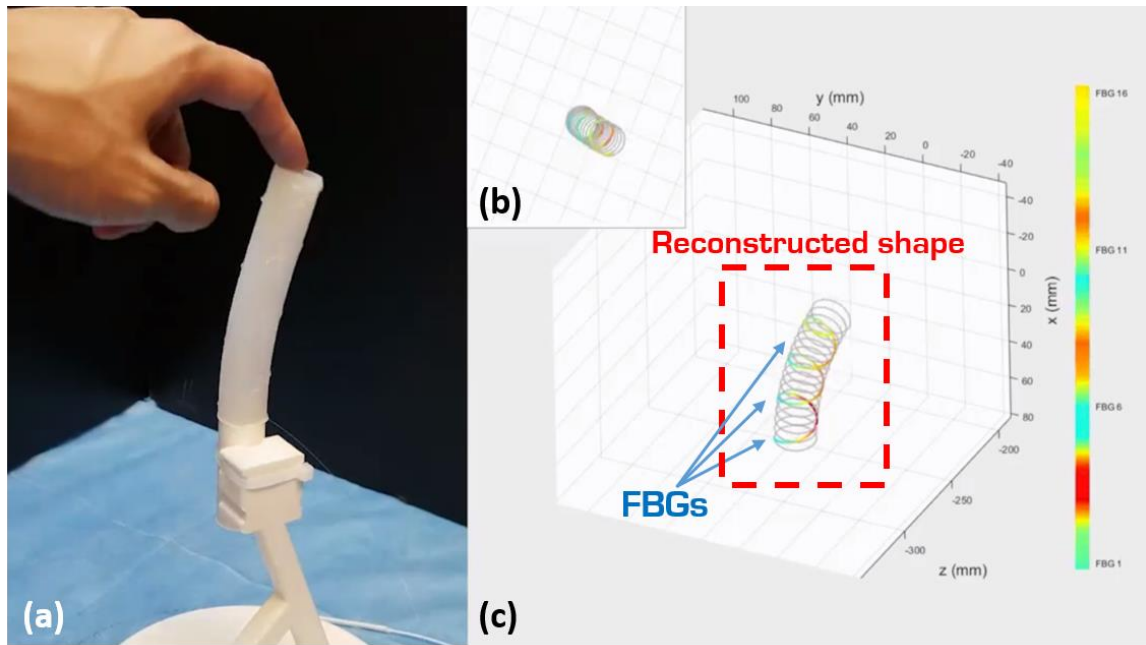 (a)
(b)
y (mm)
100
80
60
40
20
0
-20
-40
Reconstructed shape
FBGs
-40
-20
0
20
40
60
80
x (mm)
-200
-250
-300
z (mm)
(c)
FBG 16
FBG 11
FBG 6
FBG 1